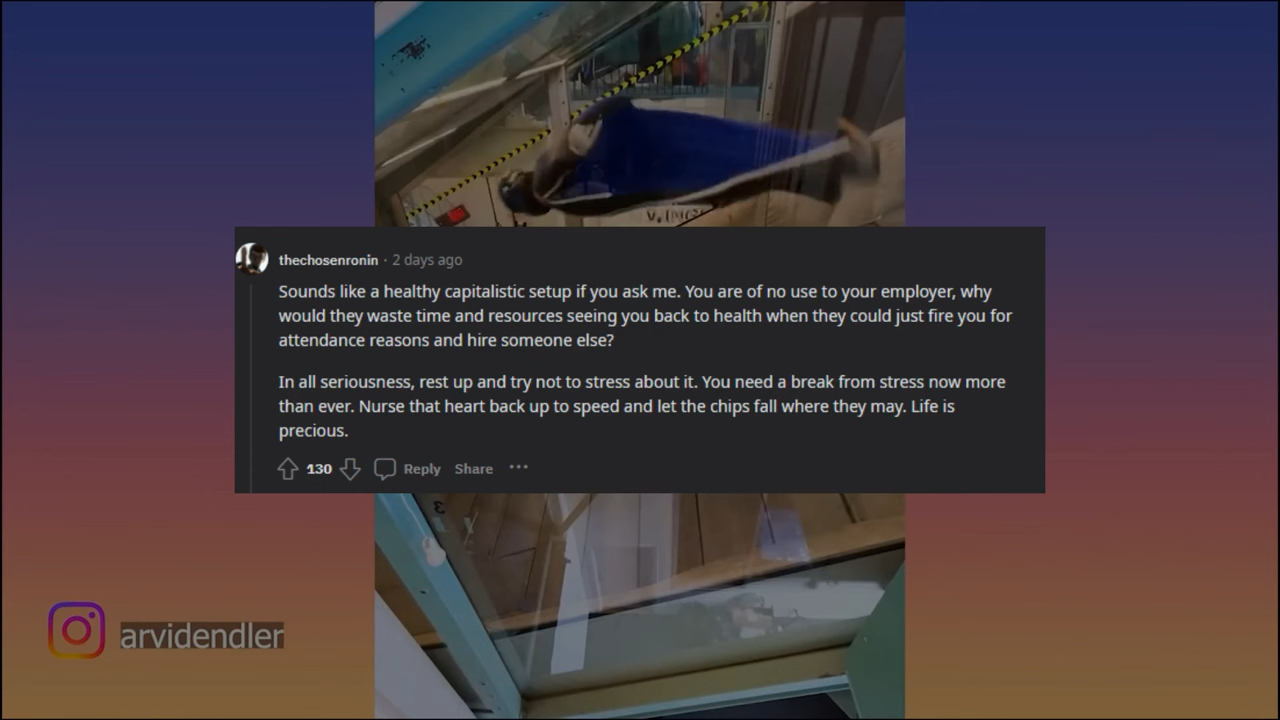 thechosenronin · 2 days ago
Sounds like a healthy capitalistic setup if you ask me. You are of no use to your employer, why
would they waste time and resources seeing you back to health when they could just fire you for
attendance reasons and hire someone else?
In all seriousness, rest up and try not to stress about it. You need a break from stress now more
than ever. Nurse that heart back up to speed and let the chips fall where they may. Life is
precious.
130 Reply Share ···
arvidendler